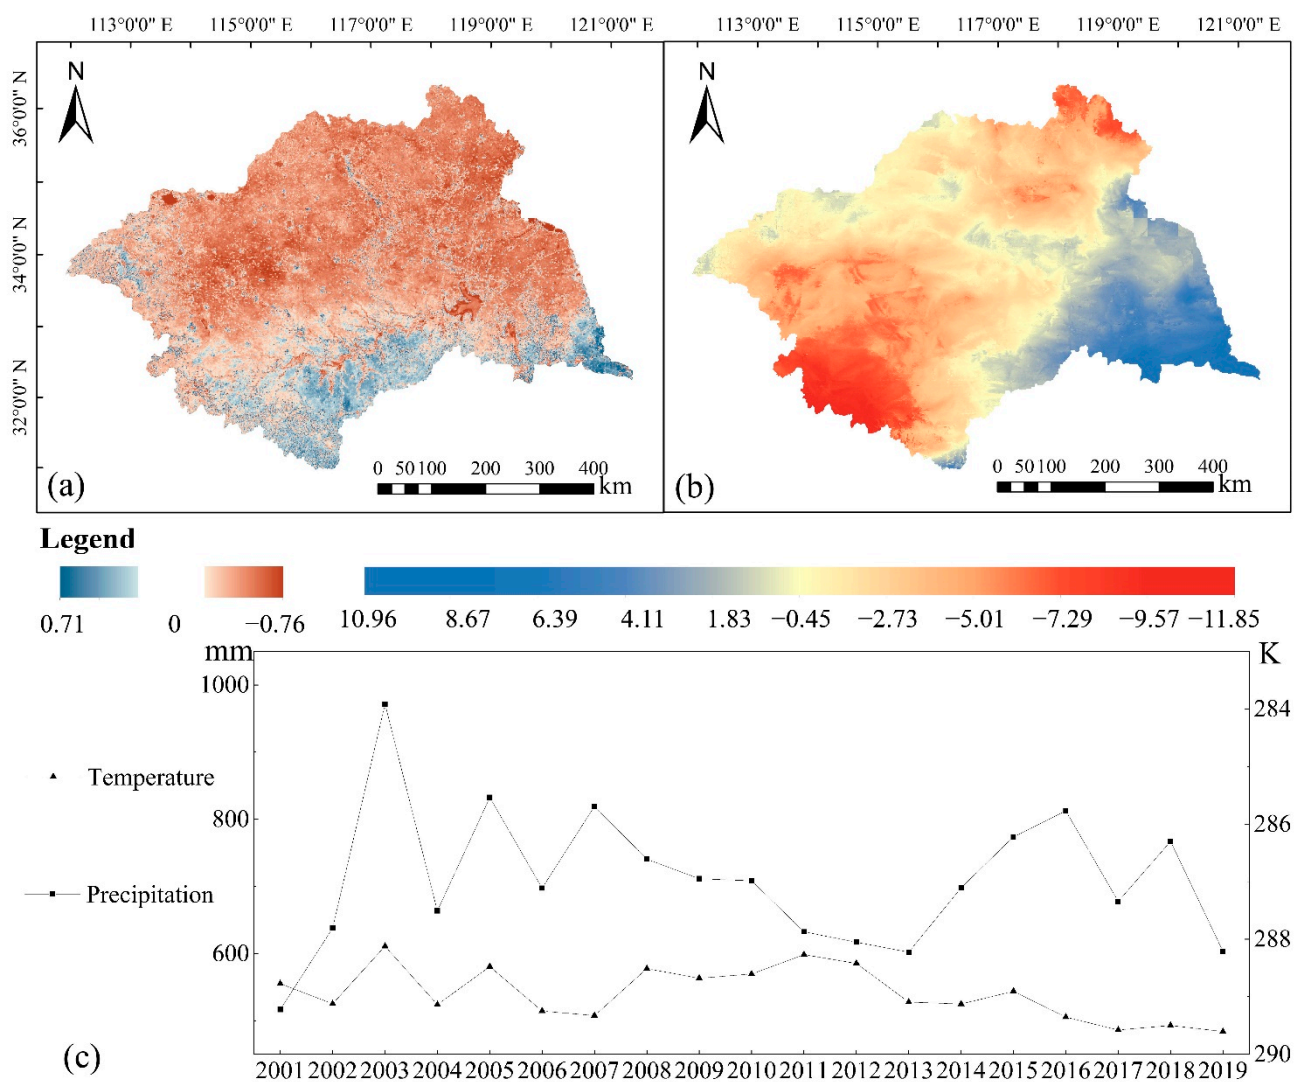 113°0'0" E 115°0'0" E 117°0'0" E 119°0'0" E 121°0'0" E
113°0'0" E 115°0'0" E 117°0'0" E 119°0'0" E 121°0'0" E
36°0'0" N
34°0'0" N
32°0'0" N
N
N
(a)
0 50 100 200 300 400
km
(b)
0 50 100 200 300 400
km
Legend
0.71 0 −0.76
10.96 8.67 6.39 4.11 1.83 −0.45 −2.73 −5.01 −7.29 −9.57 −11.85
mm
K
1000
800
600
284
286
288
290
Temperature
Precipitation
(c)
2001 2002 2003 2004 2005 2006 2007 2008 2009 2010 2011 2012 2013 2014 2015 2016 2017 2018 2019